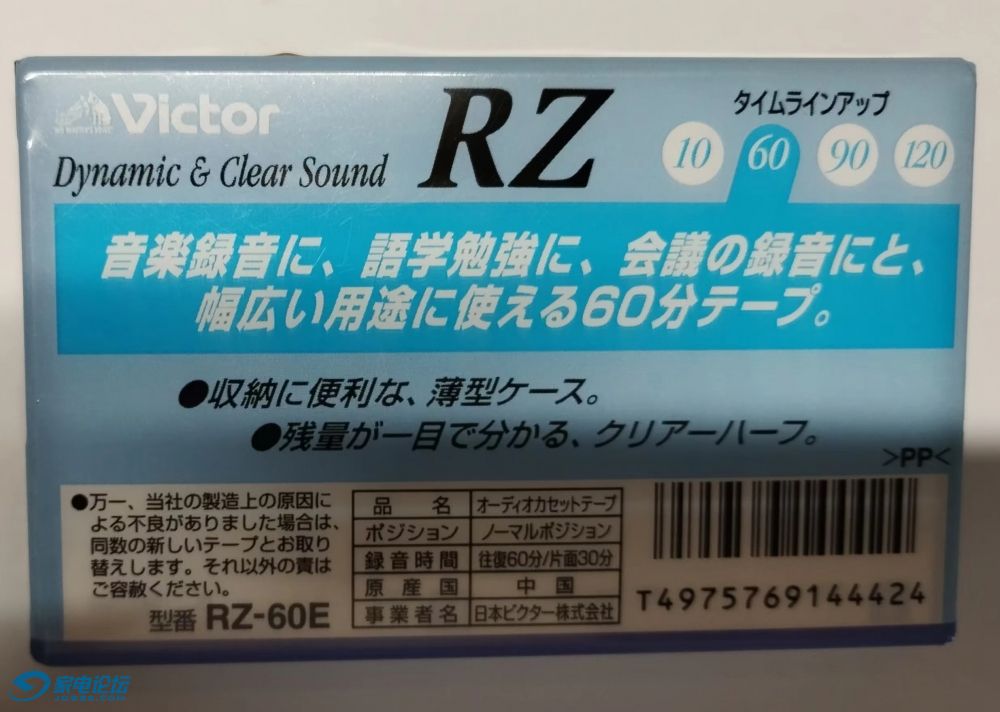 Victor
RZ
タイムラインアップ
Dynamic & Clear Sound
10 60 90 120
音楽録音に、語学勉強に、会議の録音にと、
幅広い用途に使える60分テープ。
●収納に便利な、薄型ケース。
●残量が一目で分かる、クリアーハーフ。
>PP<
●万一、当社の製造上の原因に
よる不良がありました場合は、
同数の新しいテープとお取り
替えします。それ以外の責は
ご容赦ください。
型番 RZ-60E
品名 オーディオカセットテープ
ポジション ノーマルポジション
録音時間 往復60分/片面30分
原産国 中国
事業者名 日本ビクター株式会社
T4975769144424
家电论坛